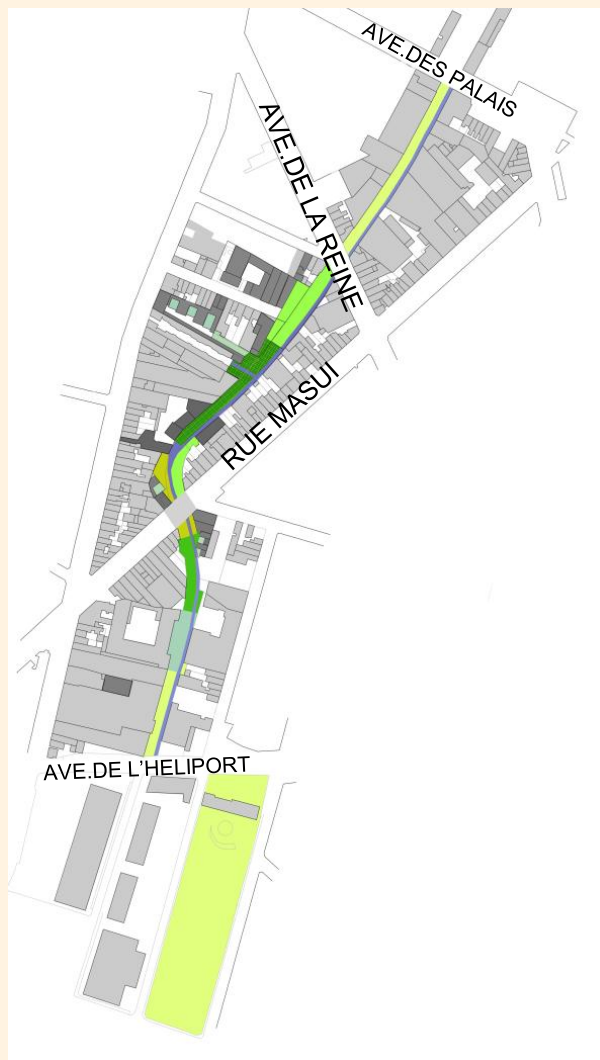 AVE.DES PALAIS
AVE.DE LA REINE
RUE MASUI
AVE.DE L'HELIPORT